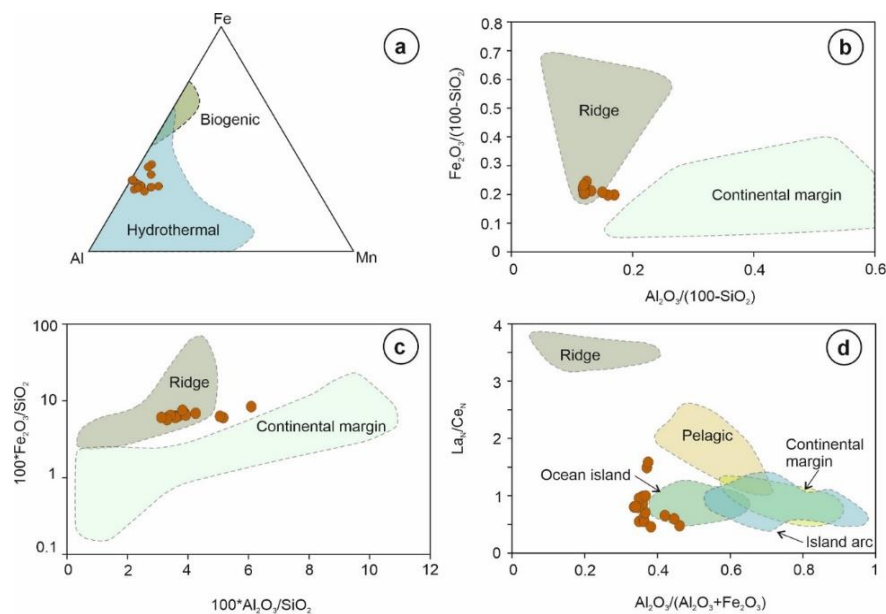 Fe
a
Biogenic
Hydrothermal
Al
Mn
b
0.8
0.7
0.6
0.5
0.4
0.3
0.2
0.1
0
Fe₂O₃/(100-SiO₂)
Ridge
Continental margin
0
0.2
0.4
0.6
Al₂O₃/(100-SiO₂)
c
100
10
1
0.1
100*Fe₂O₃/SiO₂
Ridge
Continental margin
0
2
4
6
8
10
12
100*Al₂O₃/SiO₂
d
4
3
2
1
0
Laₙ/Ceₙ
Ridge
Pelagic
Continental
margin
Ocean island
Island arc
0
0.2
0.4
0.6
0.8
1
Al₂O₃/(Al₂O₃+Fe₂O₃)